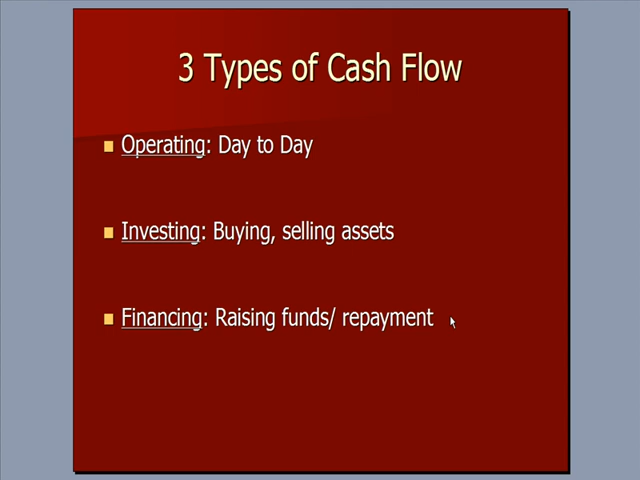 3 Types of Cash Flow
Operating: Day to Day
Investing: Buying, selling assets
Financing: Raising funds/ repayment